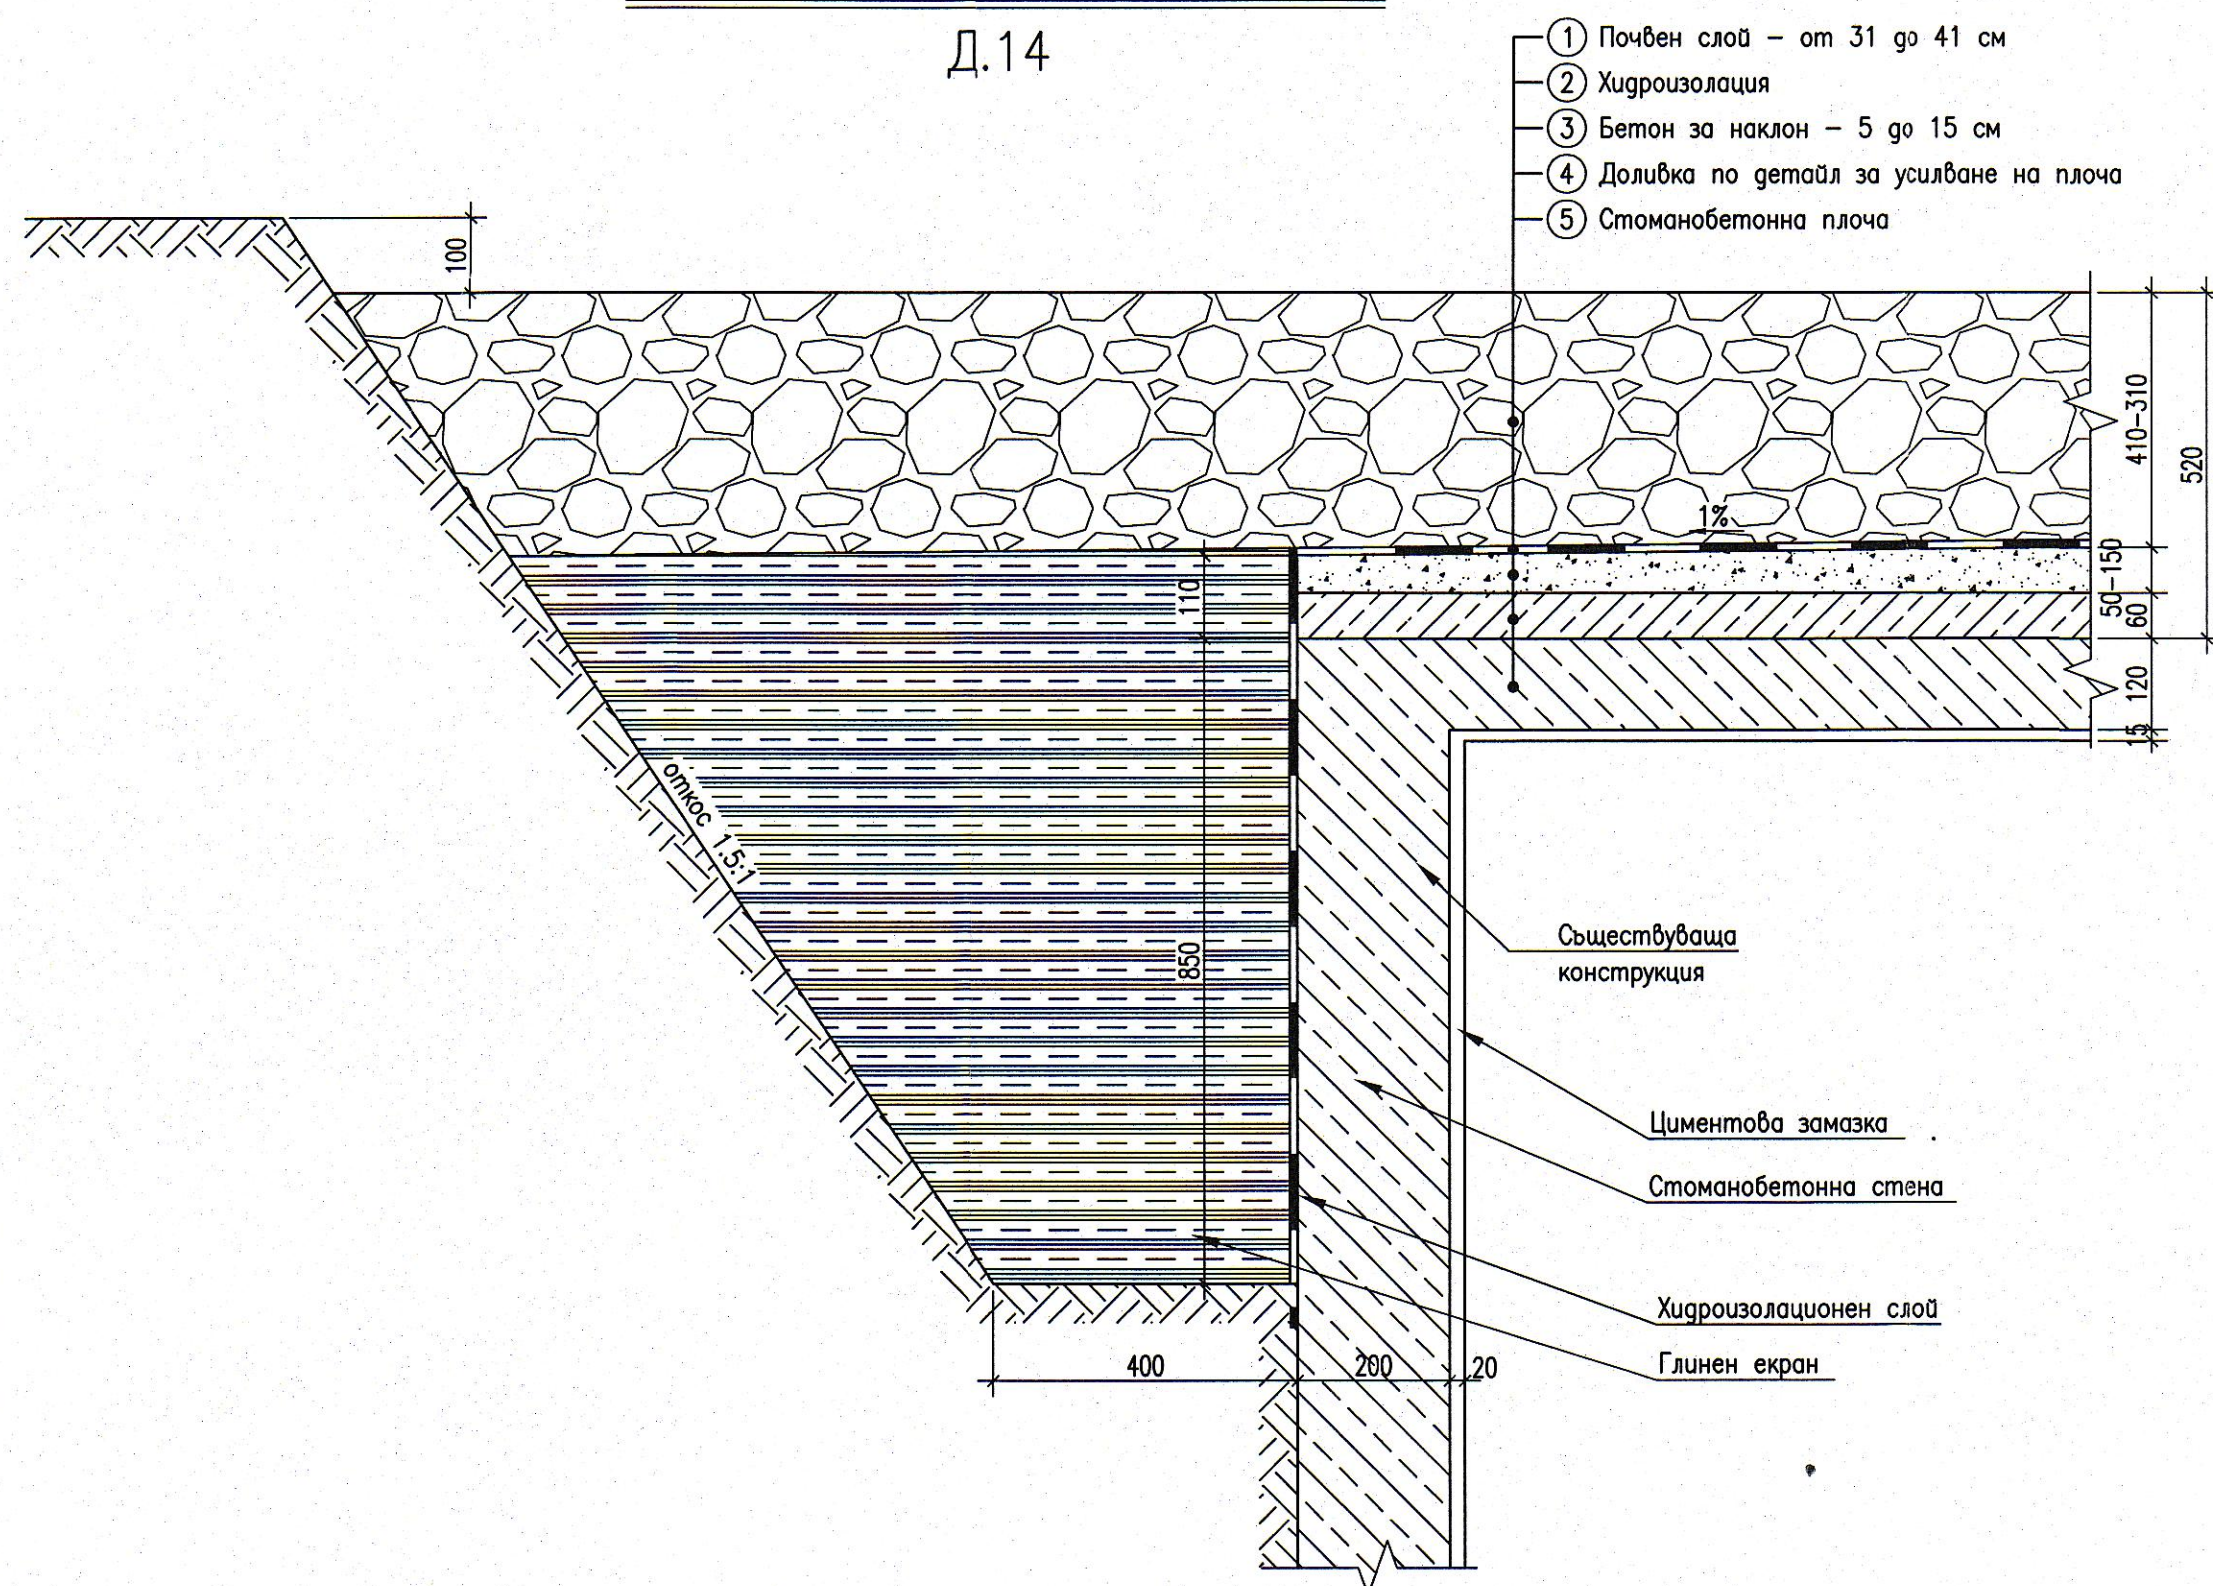 Д.14
1 Почвен слой – от 31 до 41 см
2 Хидроизолация
3 Бетон за наклон – 5 до 15 см
4 Доливка по детайл за усилване на плоча
5 Стоманобетонна плоча
100
410-310
520
1%
50-150
110
60
120
15
откос 1.5:1
850
Съществуваща
конструкция
Циментова замазка
Стоманобетонна стена
Хидроизолационен слой
Глинен екран
400
200
20